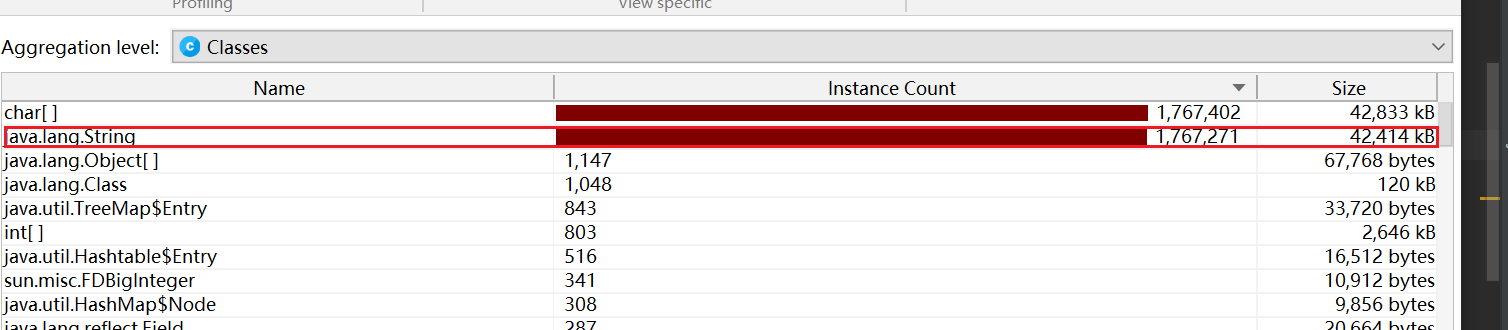 Profiling View specific
Aggregation level: Classes
Name Instance Count Size
char[ ] 1,767,402 42,833 kB
java.lang.String 1,767,271 42,414 kB
java.lang.Object[ ] 1,147 67,768 bytes
java.lang.Class 1,048 120 kB
java.util.TreeMap$Entry 843 33,720 bytes
int[ ] 803 2,646 kB
java.util.Hashtable$Entry 516 16,512 bytes
sun.misc.FDBigInteger 341 10,912 bytes
java.util.HashMap$Node 308 9,856 bytes
java.lang.reflect.Field 287 20,664 bytes